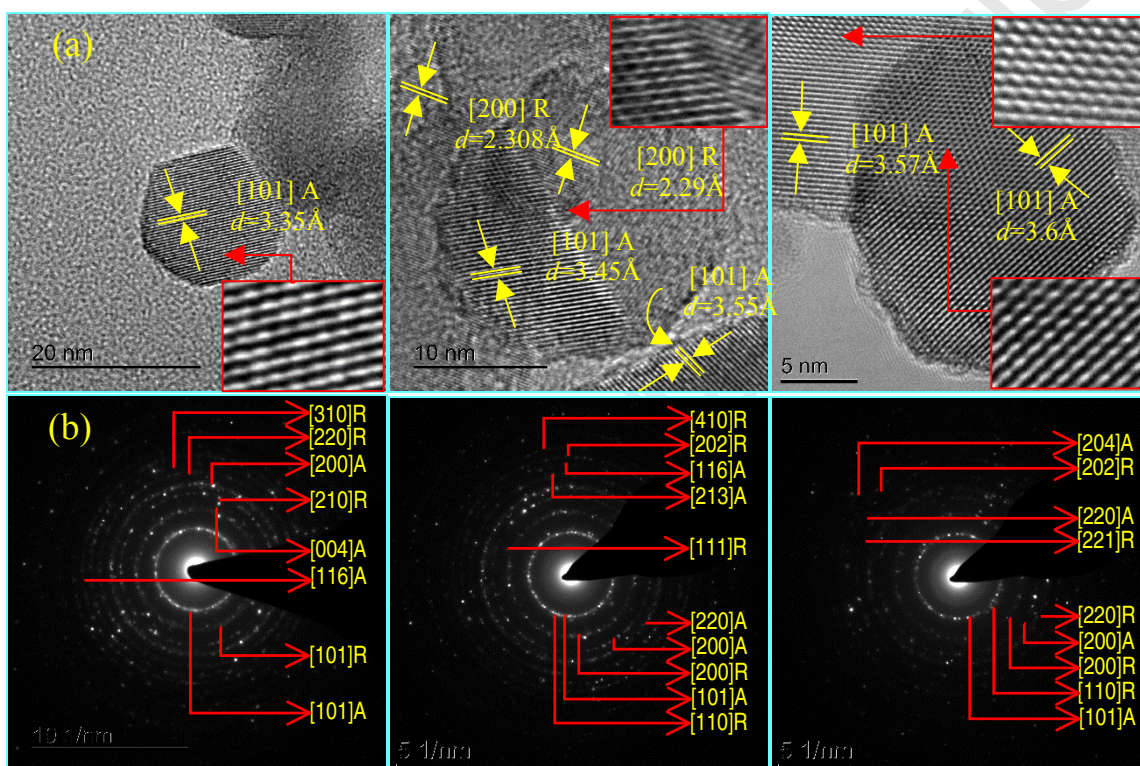 (a)
[101] A
d=3.35Å
20 nm
[200] R
d=2.308Å
[200] R
d=2.29Å
[101] A
d=3.45Å
[101] A
d=3.55Å
10 nm
[101] A
d=3.57Å
[101] A
d=3.6Å
5 nm
(b)
[310]R
[220]R
[200]A
[210]R
[004]A
[116]A
[101]R
[101]A
10 1/nm
[410]R
[202]R
[116]A
[213]A
[111]R
[220]A
[200]A
[200]R
[101]A
[110]R
5 1/nm
[204]A
[202]R
[220]A
[221]R
[220]R
[200]A
[200]R
[110]R
[101]A
5 1/nm